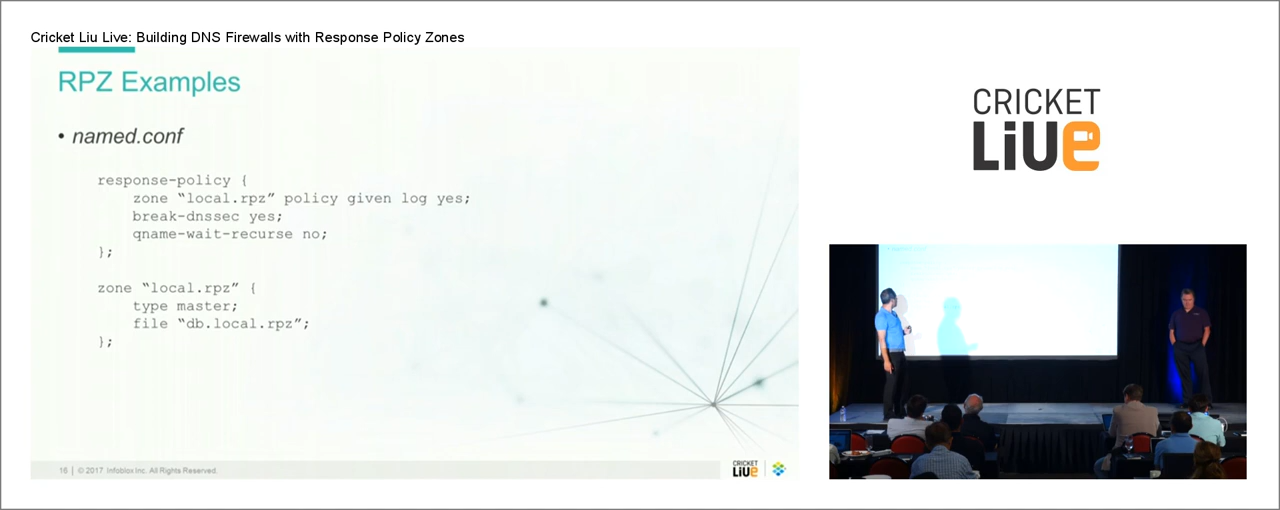 Cricket Liu Live: Building DNS Firewalls with Response Policy Zones
RPZ Examples
• named.conf
response-policy {
zone “local.rpz” policy given log yes;
break-dnssec yes;
qname-wait-recurse no;
};
zone “local.rpz” {
type master;
file “db.local.rpz”;
};
16 | © 2017 Infoblox Inc. All Rights Reserved.
CRICKET
LiUe
CRICKET
LiUe